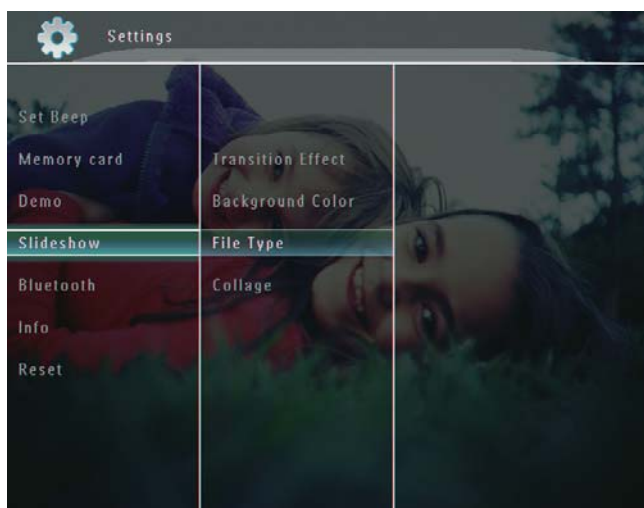 Settings
Set Beep
Memory card
Demo
Slideshow
Bluetooth
Info
Reset
Transition Effect
Background Color
File Type
Collage